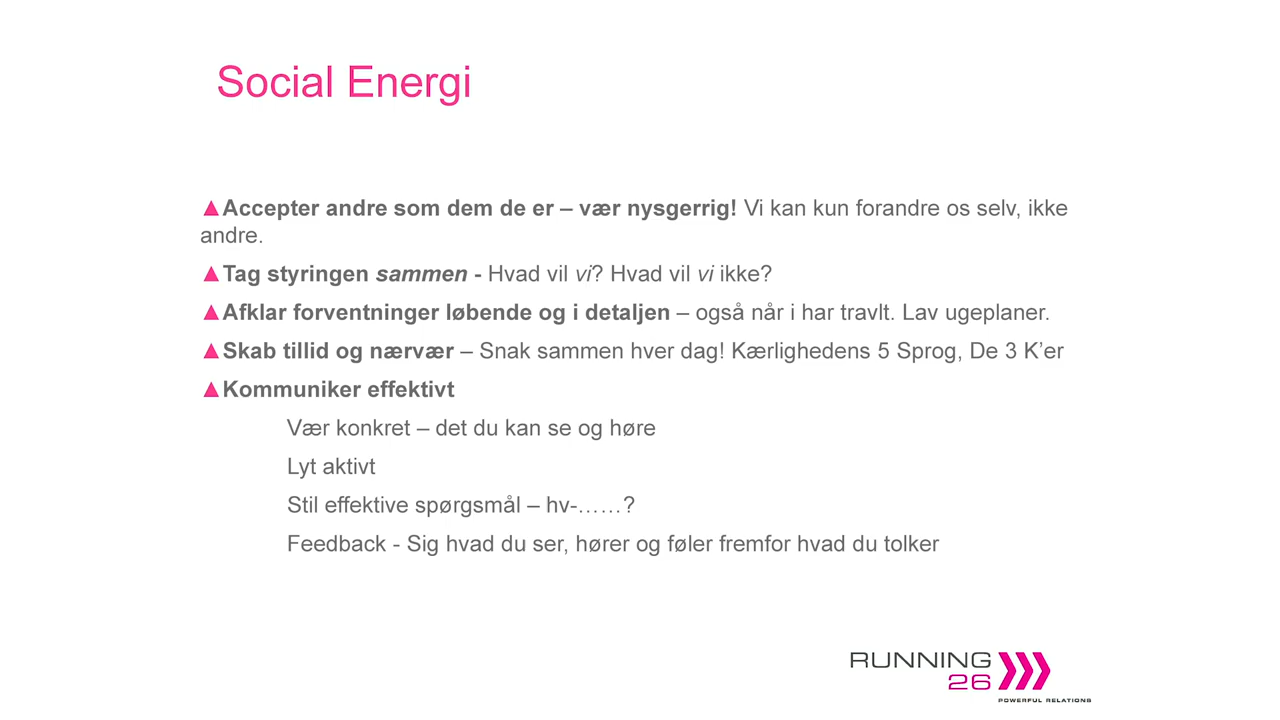 Social Energi
▲Accepter andre som dem de er – vær nysgerrig! Vi kan kun forandre os selv, ikke
andre.
▲Tag styringen sammen - Hvad vil vi? Hvad vil vi ikke?
▲Afklar forventninger løbende og i detaljen – også når i har travlt. Lav ugeplaner.
▲Skab tillid og nærvær – Snak sammen hver dag! Kærlighedens 5 Sprog, De 3 K’er
▲Kommuniker effektivt
Vær konkret – det du kan se og høre
Lyt aktivt
Stil effektive spørgsmål – hv-……?
Feedback - Sig hvad du ser, hører og føler fremfor hvad du tolker
RUNNING
26
POWERFUL RELATIONS